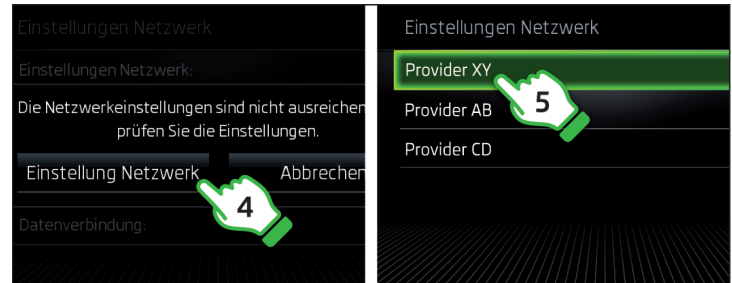 Einstellungen Netzwerk
Einstellungen Netzwerk:
Die Netzwerkeinstellungen sind nicht ausreichen
prüfen Sie die Einstellungen.
Einstellung Netzwerk
Abbrechen
4
Datenverbindung:
Einstellungen Netzwerk
Provider XY
5
Provider AB
Provider CD